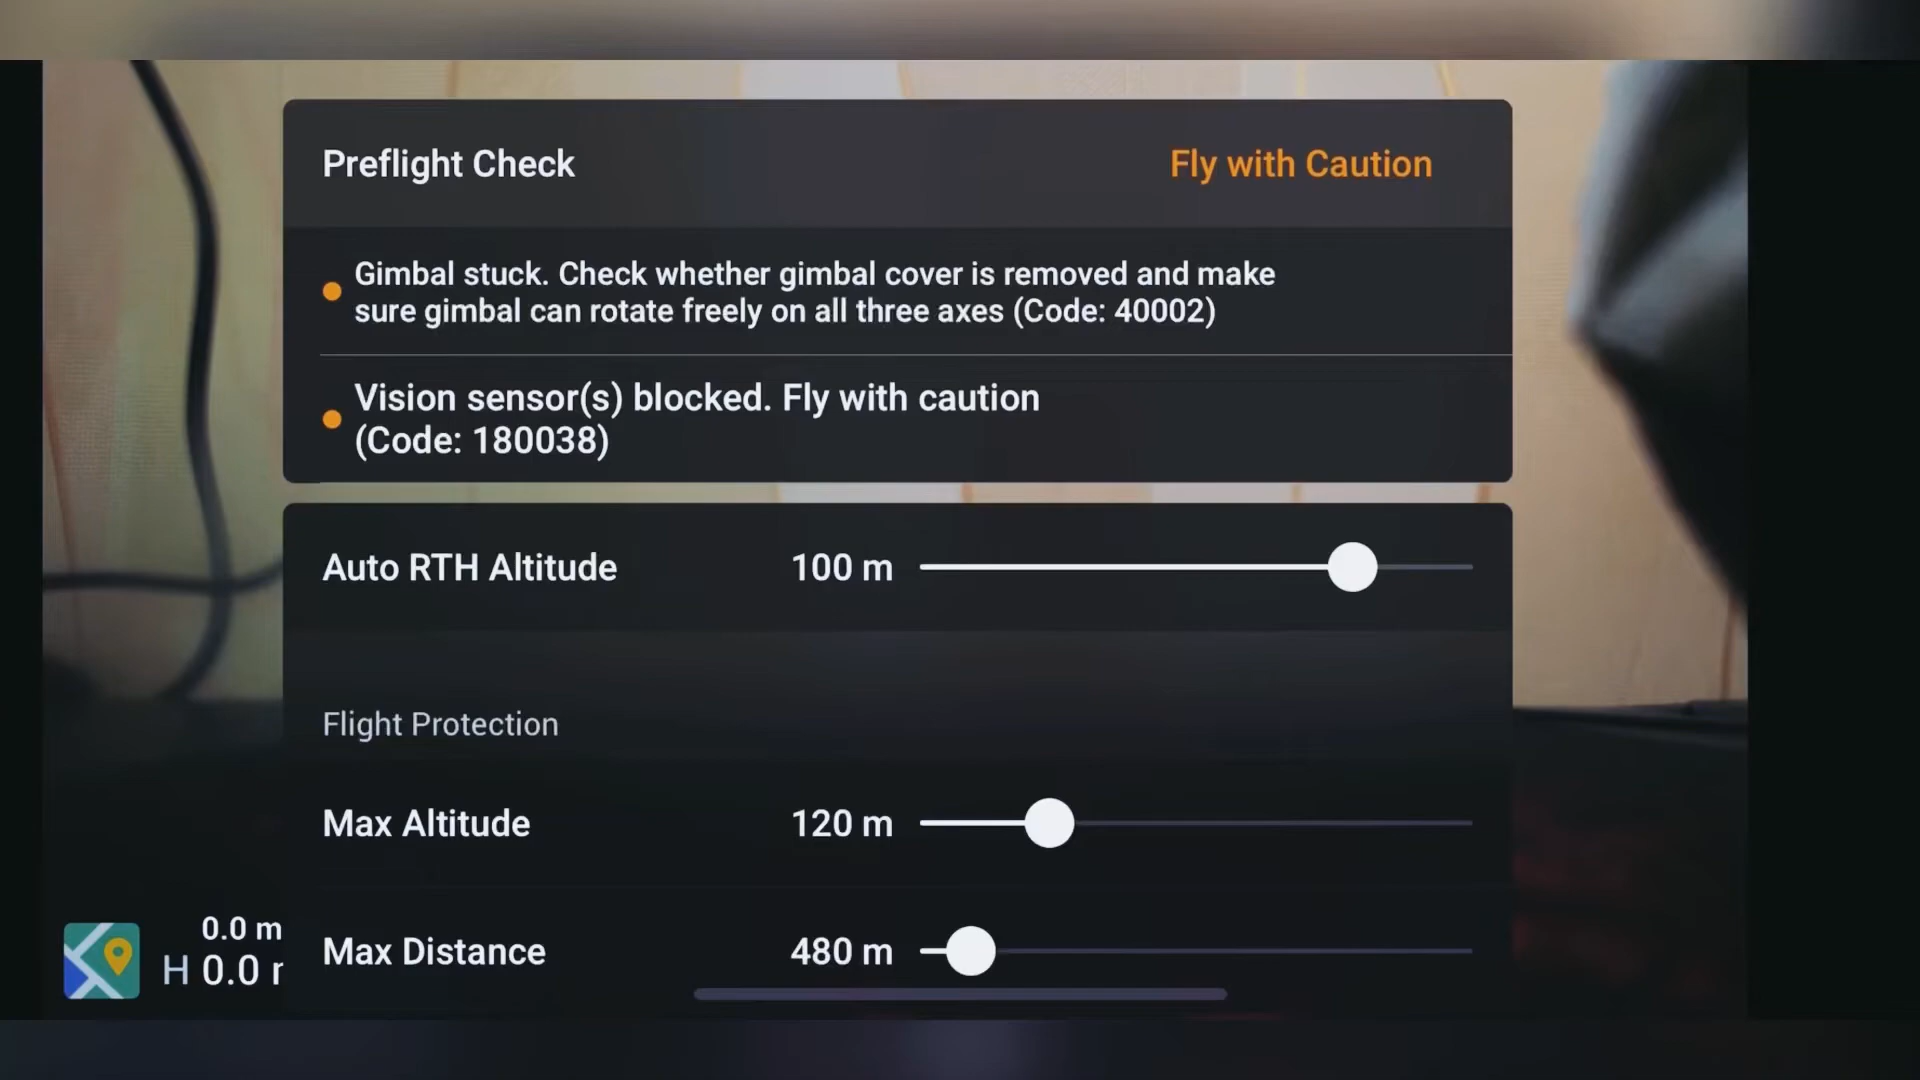 Preflight Check Fly with Caution
Gimbal stuck. Check whether gimbal cover is removed and make
sure gimbal can rotate freely on all three axes (Code: 40002)
Vision sensor(s) blocked. Fly with caution
(Code: 180038)
Auto RTH Altitude 100 m
Flight Protection
Max Altitude 120 m
0.0 m
H 0.0
Max Distance 480 m